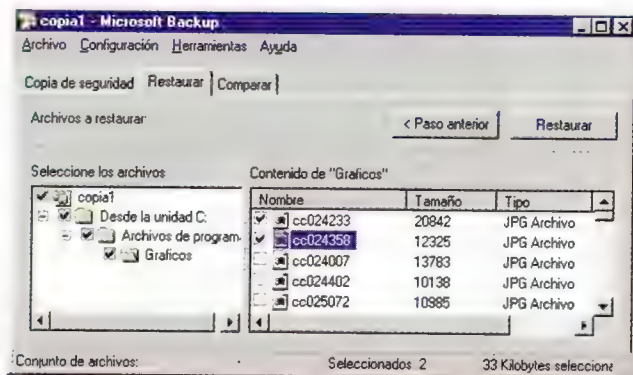 copia1 - Microsoft Backup
Archivo Configuración Herramientas Ayuda
Copia de seguridad Restaurar Comparar
Archivos a restaurar:
< Paso anterior Restaurar
Seleccione los archivos Contenido de "Graficos"
copia1
Desde la unidad C:
Archivos de program
Graficos
Nombre Tamaño Tipo
cc024233 20842 JPG Archivo
cc024358 12325 JPG Archivo
cc024007 13783 JPG Archivo
cc024402 10138 JPG Archivo
cc025072 10985 JPG Archivo
Conjunto de archivos: Seleccionados 2 33 Kilobytes selecciona